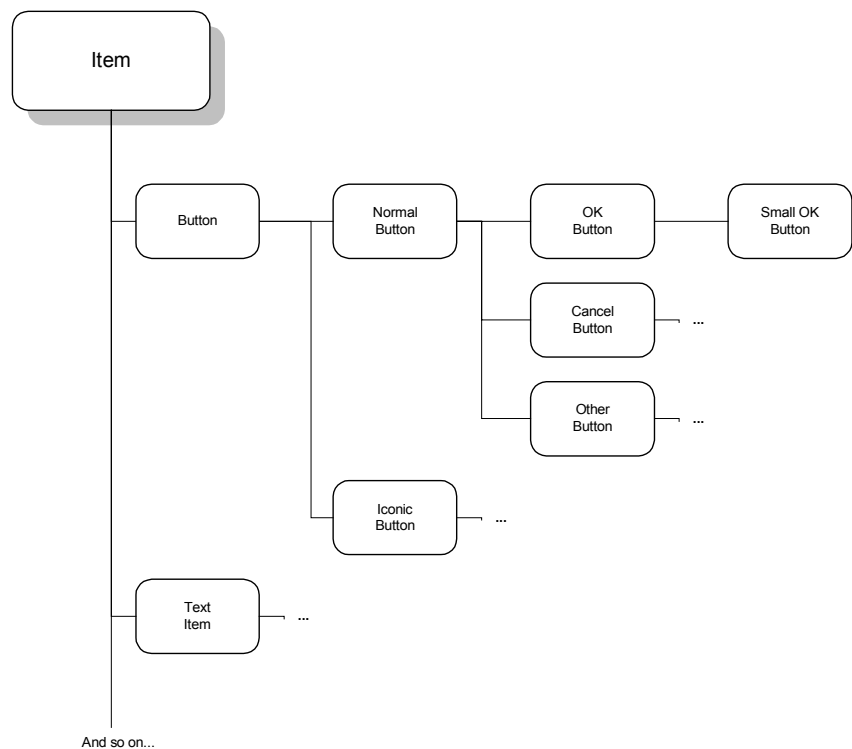 Item
Button
Normal
Button
OK
Button
Small OK
Button
Cancel
Button
...
Other
Button
...
Iconic
Button
...
Text
Item
...
And so on...